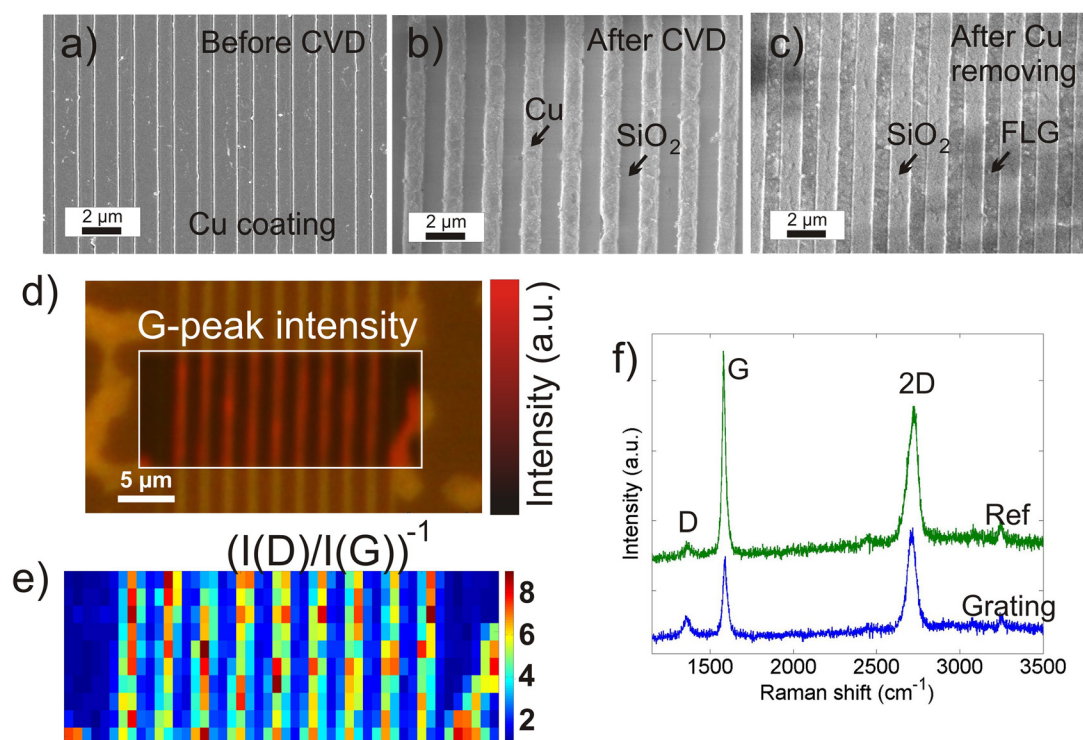 a)
Before CVD
2 μm
Cu coating
b)
After CVD
Cu
SiO₂
2 μm
c)
After Cu
removing
SiO₂
FLG
2 μm
d)
G-peak intensity
5 μm
Intensity (a.u.)
e)
(I(D)/I(G))⁻¹
8
6
4
2
f)
G
2D
D
Ref
Grating
Intensity (a.u.)
1500 2000 2500 3000 3500
Raman shift (cm⁻¹)